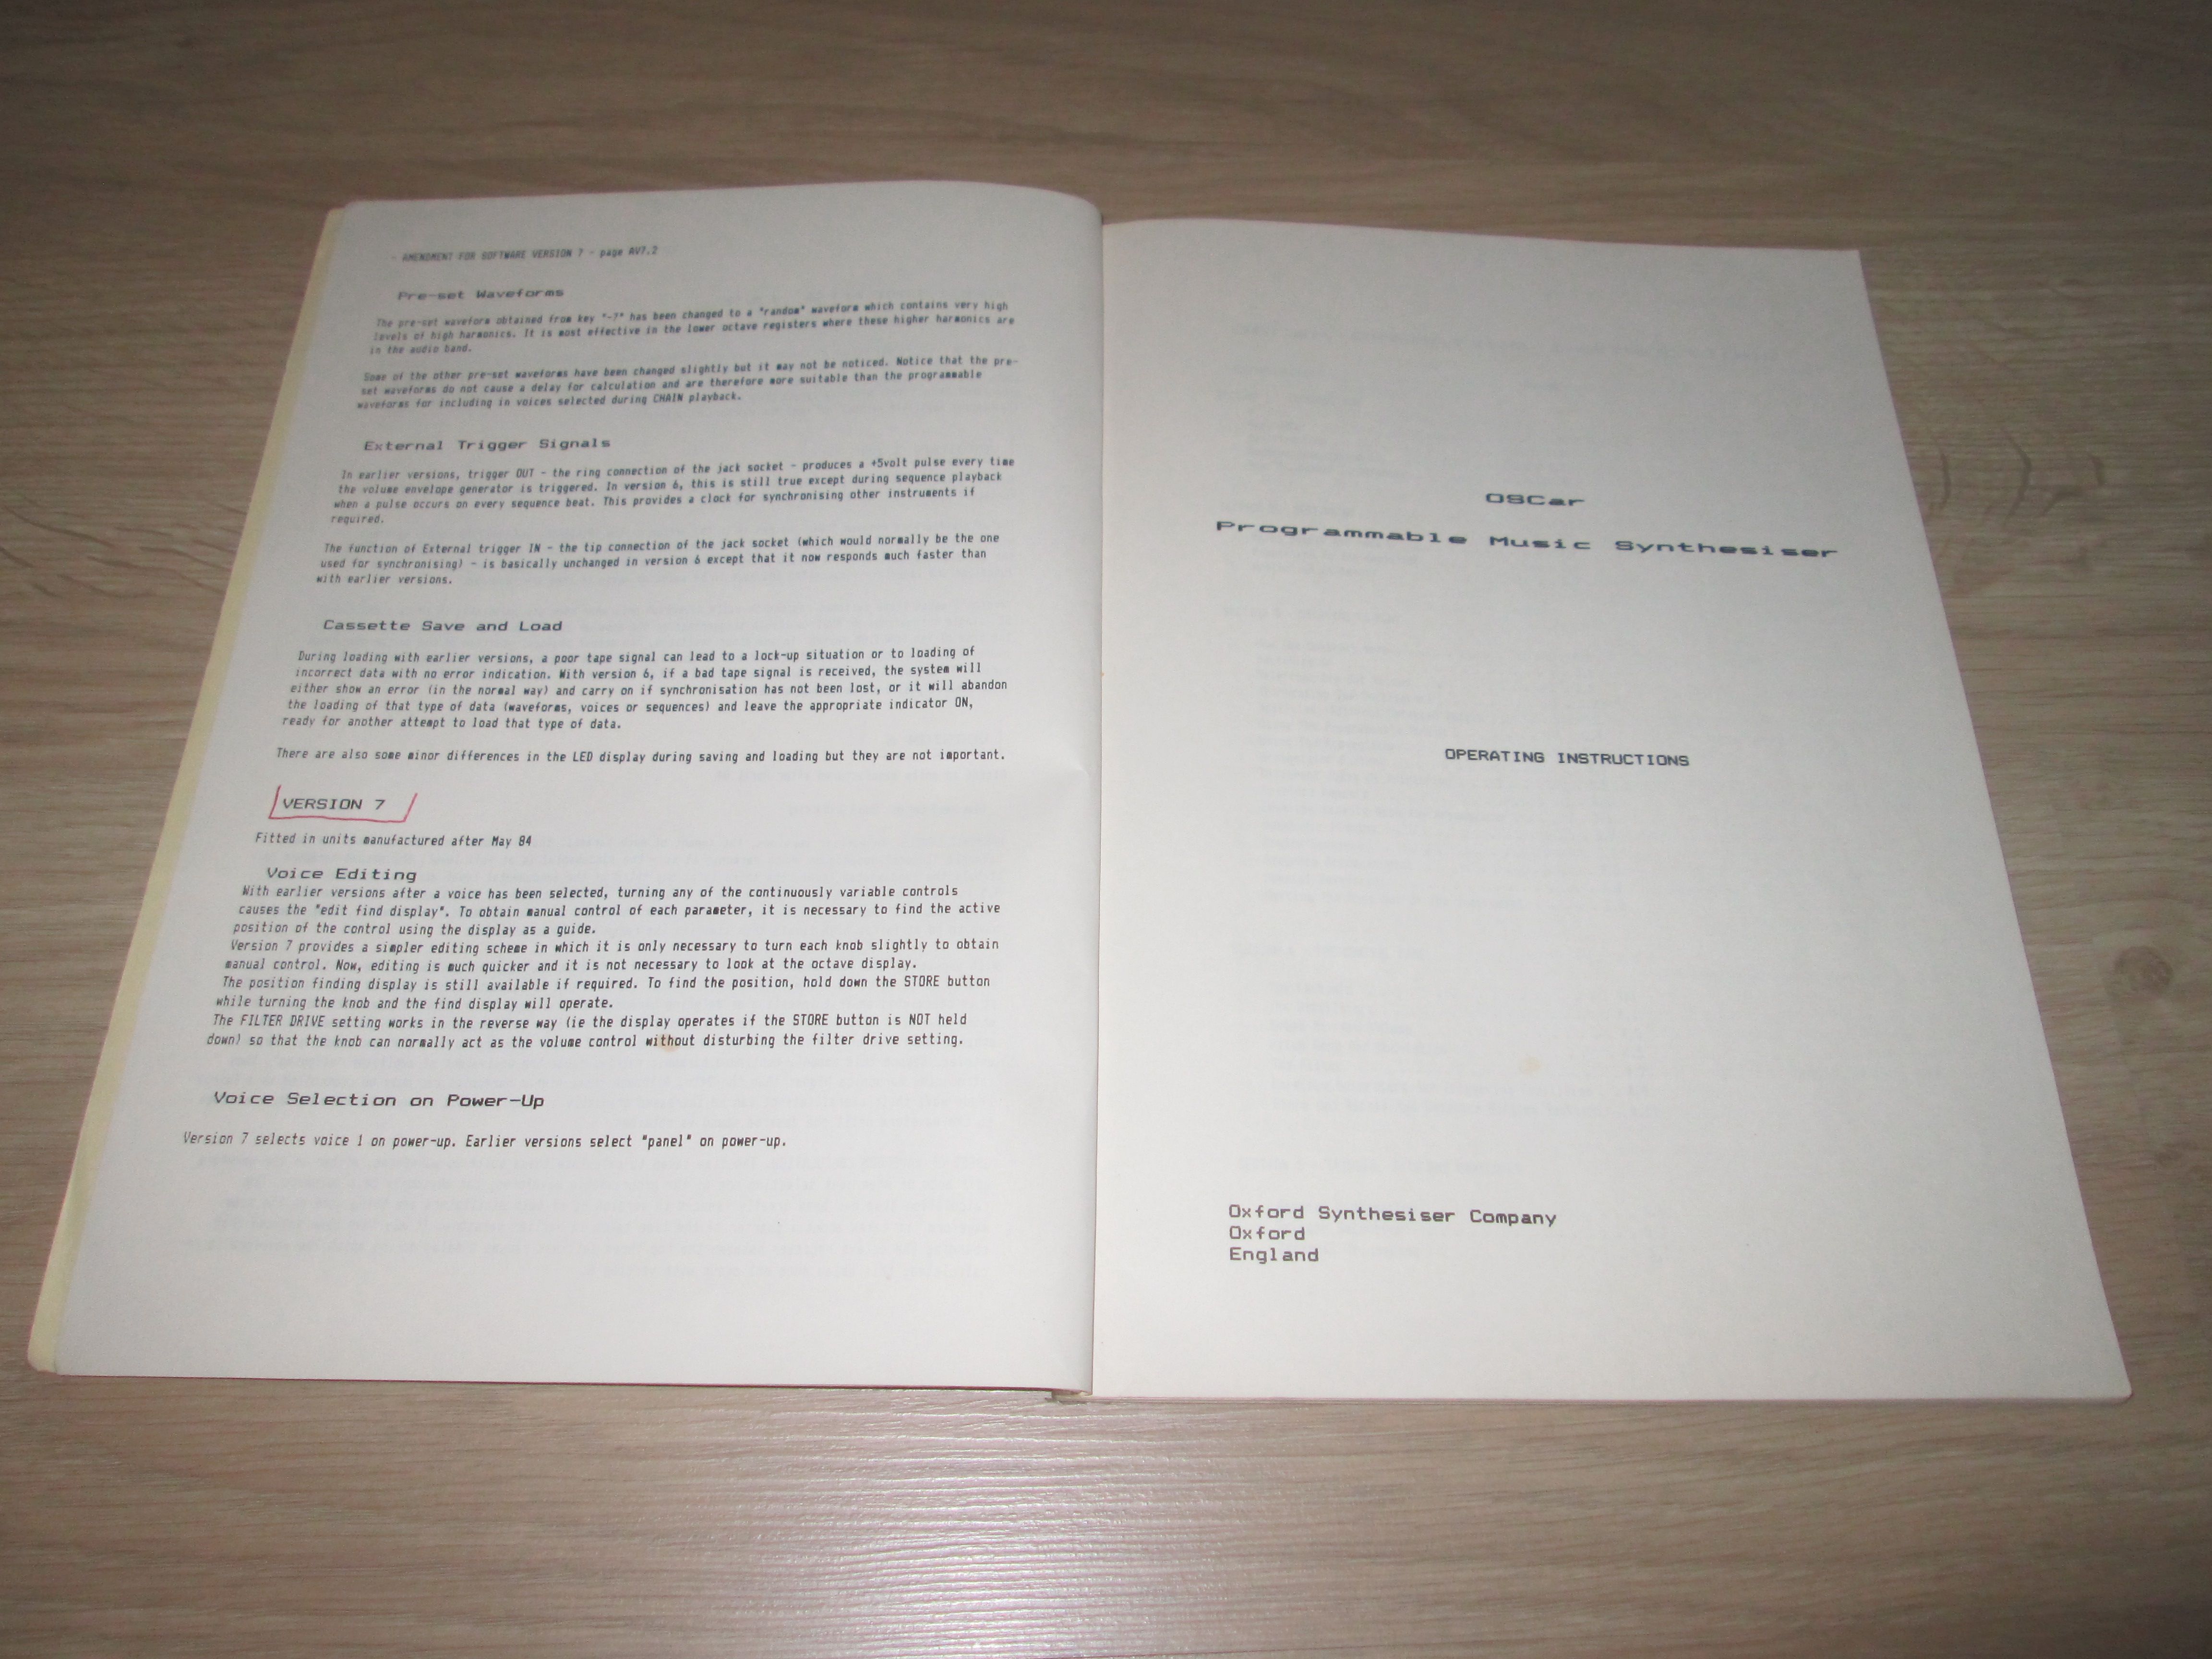 - AMENDMENT FOR SOFTWARE VERSION 7 - page AV7.2
Pre-set Waveforms
The pre-set waveform obtained from key "-7" has been changed to a "random" waveform which contains very high
levels of high harmonics. It is most effective in the lower octave registers where these higher harmonics are
in the audio band.
Some of the other pre-set waveforms have been changed slightly but it may not be noticed. Notice that the pre-
set waveforms do not cause a delay for calculation and are therefore more suitable than the programmable
waveforms for including in voices selected during CHAIN playback.
External Trigger Signals
In earlier versions, trigger OUT - the ring connection of the jack socket - produces a +5volt pulse every time
the volume envelope generator is triggered. In version 6, this is still true except during sequence playback
when a pulse occurs on every sequence beat. This provides a clock for synchronising other instruments if
required.
The function of External trigger IN - the tip connection of the jack socket (which would normally be the one
used for synchronising) - is basically unchanged in version 6 except that it now responds much faster than
with earlier versions.
Cassette Save and Load
During loading with earlier versions, a poor tape signal can lead to a lock-up situation or to loading of
incorrect data with no error indication. With version 6, if a bad tape signal is received, the system will
either show an error (in the normal way) and carry on if synchronisation has not been lost, or it will abandon
the loading of that type of data (waveforms, voices or sequences) and leave the appropriate indicator ON,
ready for another attempt to load that type of data.
There are also some minor differences in the LED display during saving and loading but they are not important.
VERSION 7
Fitted in units manufactured after May 84
Voice Editing
With earlier versions after a voice has been selected, turning any of the continuously variable controls
causes the "edit find display". To obtain manual control of each parameter, it is necessary to find the active
position of the control using the display as a guide.
Version 7 provides a simpler editing scheme in which it is only necessary to turn each knob slightly to obtain
manual control. Now, editing is much quicker and it is not necessary to look at the octave display.
The position finding display is still available if required. To find the position, hold down the STORE button
while turning the knob and the find display will operate.
The FILTER DRIVE setting works in the reverse way (ie the display operates if the STORE button is NOT held
down) so that the knob can normally act as the volume control without disturbing the filter drive setting.
Voice Selection on Power-Up
Version 7 selects voice 1 on power-up. Earlier versions select "panel" on power-up.
OSCar
Programmable Music Synthesiser
OPERATING INSTRUCTIONS
Oxford Synthesiser Company
Oxford
England